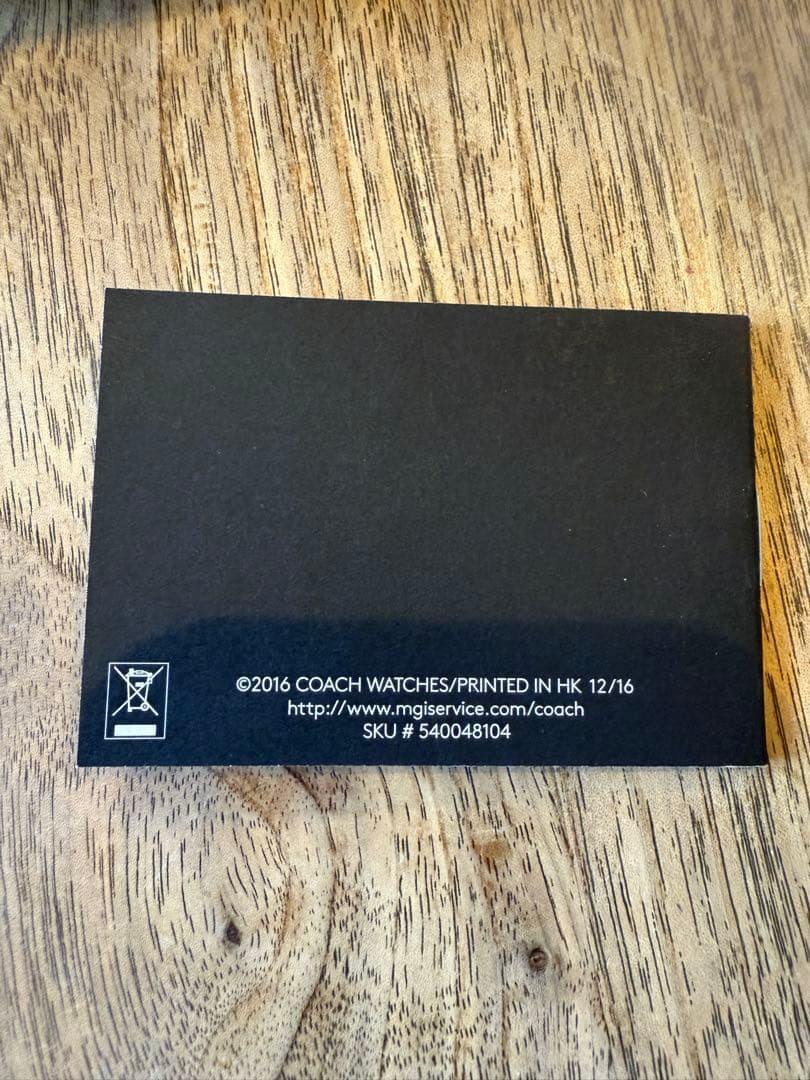 ©2016 COACH WATCHES/PRINTED IN HK 12/16
http://www.mgiservice.com/coach
SKU # 540048104